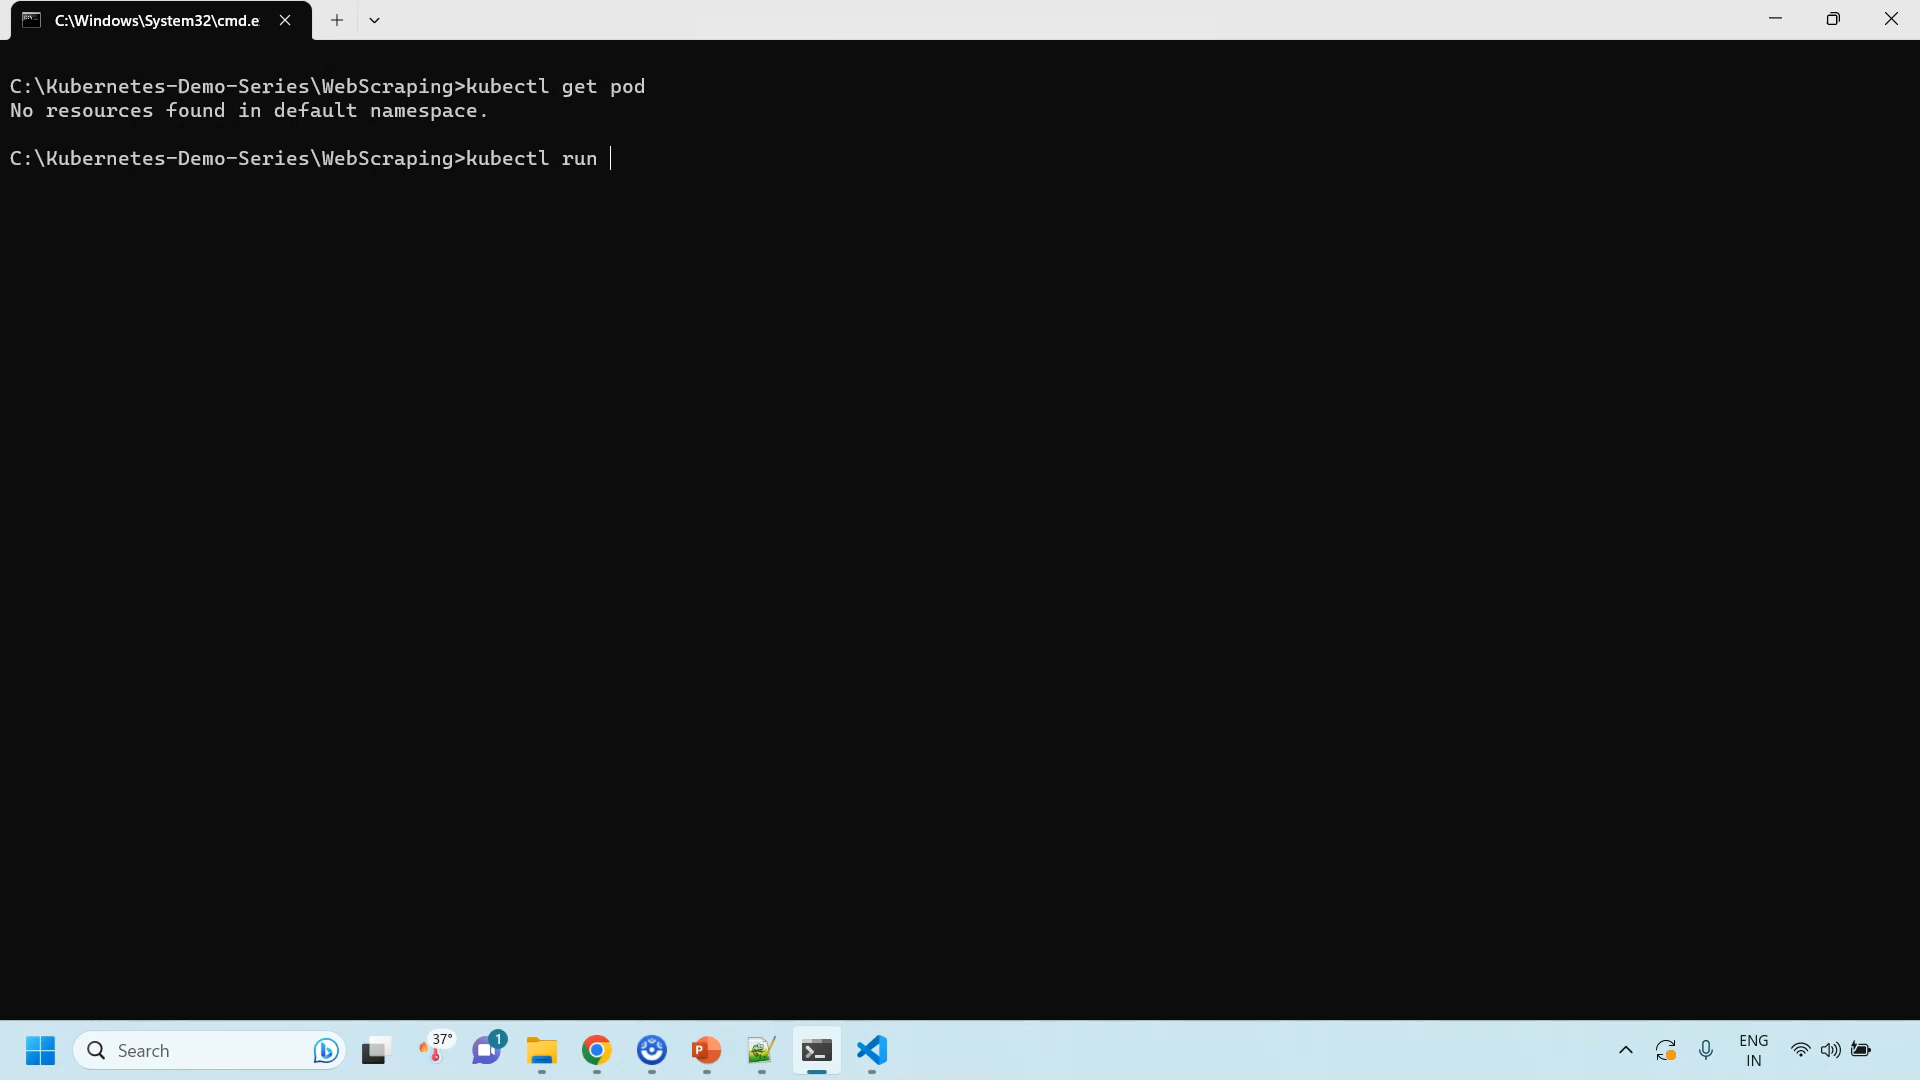 C:\Windows\System32\cmd.e
C:\Kubernetes-Demo-Series\WebScraping>kubectl get pod
No resources found in default namespace.
C:\Kubernetes-Demo-Series\WebScraping>kubectl run
Search
37°
1
P
ENG
IN